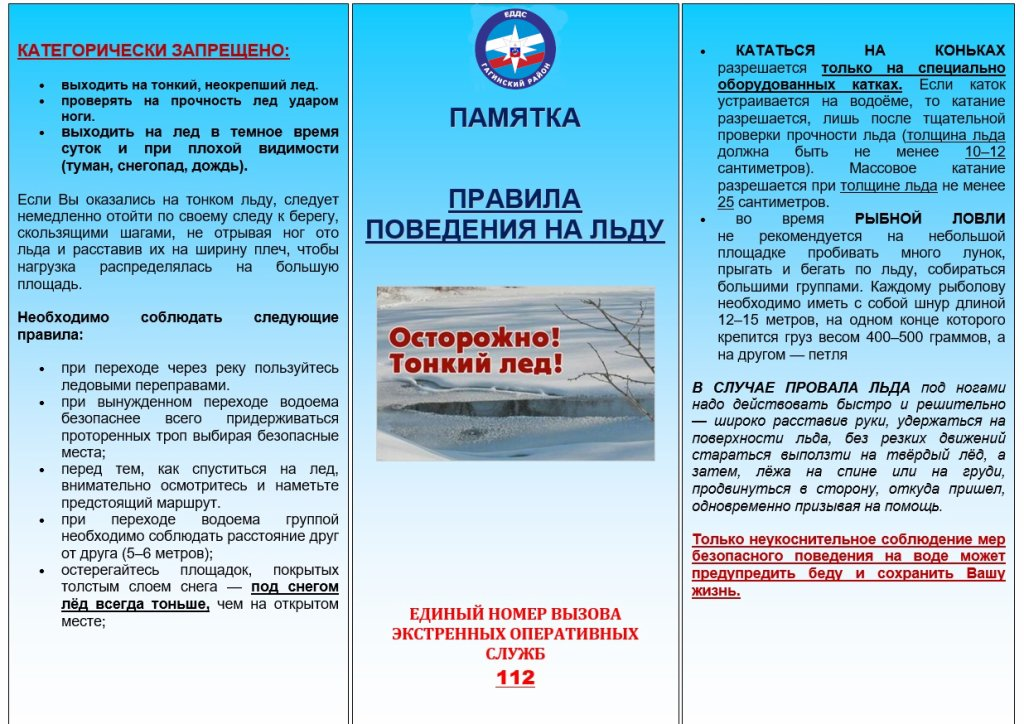 КАТЕГОРИЧЕСКИ ЗАПРЕЩЕНО:
• выходить на тонкий, неокрепший лед.
• проверять на прочность лед ударом
ноги.
• выходить на лед в темное время
суток и при плохой видимости
(туман, снегопад, дождь).
Если Вы оказались на тонком льду, следует
немедленно отойти по своему следу к берегу,
скользящими шагами, не отрывая ног ото
льда и расставив их на ширину плеч, чтобы
нагрузка распределялась на большую
площадь.
Необходимо соблюдать следующие
правила:
• при переходе через реку пользуйтесь
ледовыми переправами.
• при вынужденном переходе водоема
безопаснее всего придерживаться
проторенных троп выбирая безопасные
места;
• перед тем, как спуститься на лед,
внимательно осмотритесь и наметьте
предстоящий маршрут.
• при переходе водоема группой
необходимо соблюдать расстояние друг
от друга (5–6 метров);
• остерегайтесь площадок, покрытых
толстым слоем снега — под снегом
лёд всегда тоньше, чем на открытом
месте;
ЕДДС
ГАГИНСКИЙ РАЙОН
ПАМЯТКА
ПРАВИЛА
ПОВЕДЕНИЯ НА ЛЬДУ
Осторожно!
Тонкий лед!
ЕДИНЫЙ НОМЕР ВЫЗОВА
ЭКСТРЕННЫХ ОПЕРАТИВНЫХ
СЛУЖБ
112
• КАТАТЬСЯ НА КОНЬКАХ
разрешается только на специально
оборудованных катках. Если каток
устраивается на водоёме, то катание
разрешается, лишь после тщательной
проверки прочности льда (толщина льда
должна быть не менее 10–12
сантиметров). Массовое катание
разрешается при толщине льда не менее
25 сантиметров.
• во время РЫБНОЙ ЛОВЛИ
не рекомендуется на небольшой
площадке пробивать много лунок,
прыгать и бегать по льду, собираться
большими группами. Каждому рыболову
необходимо иметь с собой шнур длиной
12–15 метров, на одном конце которого
крепится груз весом 400–500 граммов, а
на другом — петля
В СЛУЧАЕ ПРОВАЛА ЛЬДА под ногами
надо действовать быстро и решительно
— широко расставив руки, удержаться на
поверхности льда, без резких движений
стараться выползти на твёрдый лёд, а
затем, лёжа на спине или на груди,
продвинуться в сторону, откуда пришел,
одновременно призывая на помощь.
Только неукоснительное соблюдение мер
безопасного поведения на воде может
предупредить беду и сохранить Вашу
жизнь.